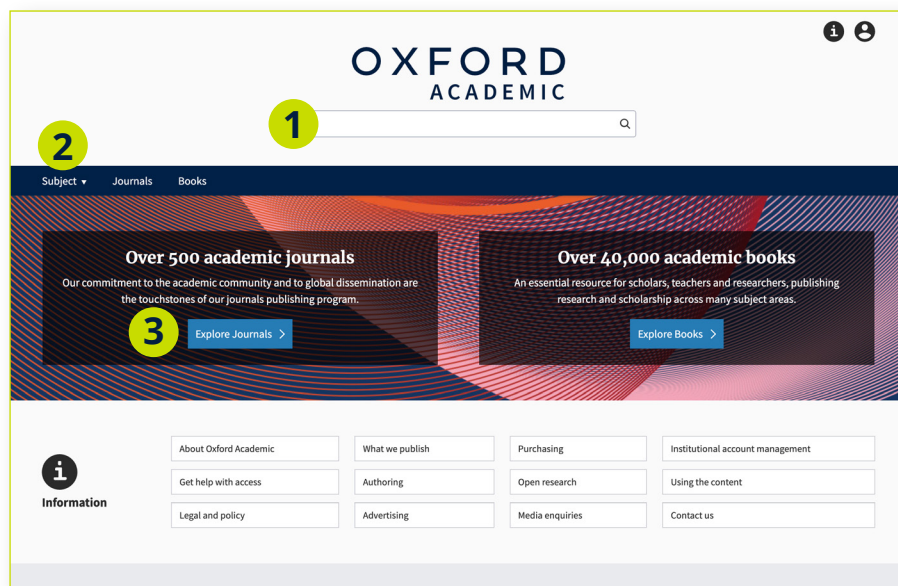 OXFORD
ACADEMIC
1
2
Subject Journals Books
Over 500 academic journals
Our commitment to the academic community and to global dissemination are
the touchstones of our journals publishing program.
3
Explore Journals
Over 40,000 academic books
An essential resource for scholars, teachers and researchers, publishing
research and scholarship across many subject areas.
Explore Books
i
Information
About Oxford Academic
What we publish
Purchasing
Institutional account management
Get help with access
Authoring
Open research
Using the content
Legal and policy
Advertising
Media enquiries
Contact us